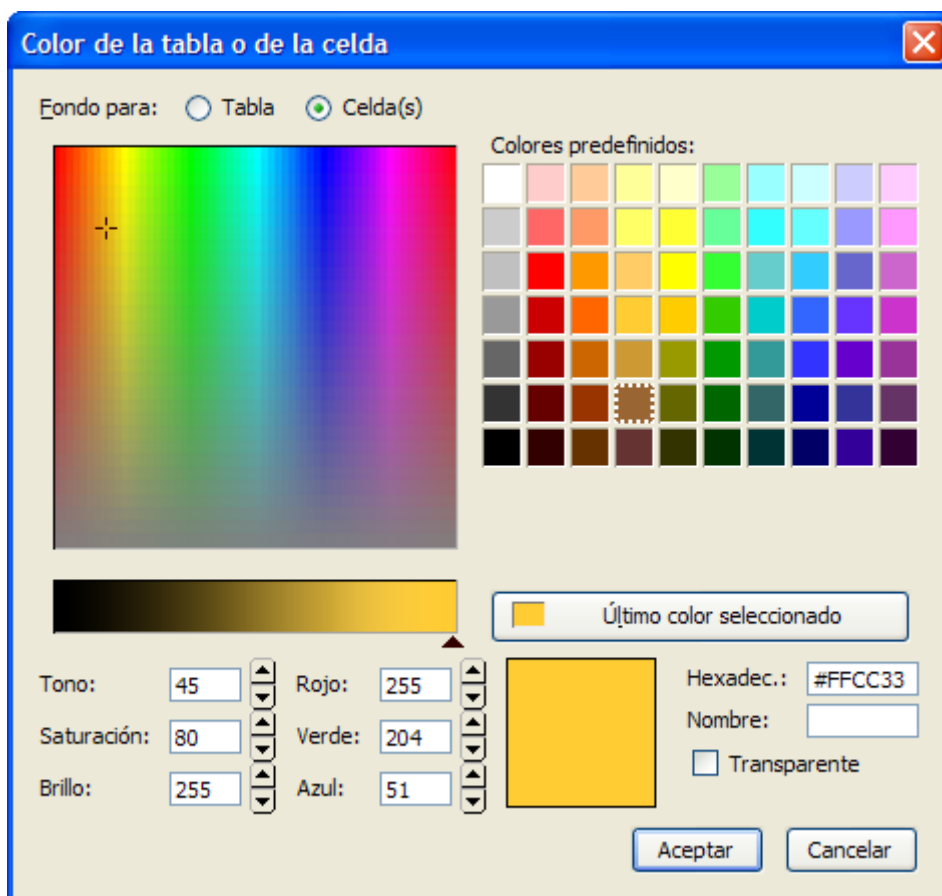 Color de la tabla o de la celda
Fondo para: Tabla Celda(s)
Colores predefinidos:
Último color seleccionado
Tono: 45 Rojo: 255 Hexadec.: #FFCC33
Saturación: 80 Verde: 204 Nombre:
Transparente
Brillo: 255 Azul: 51
Aceptar Cancelar